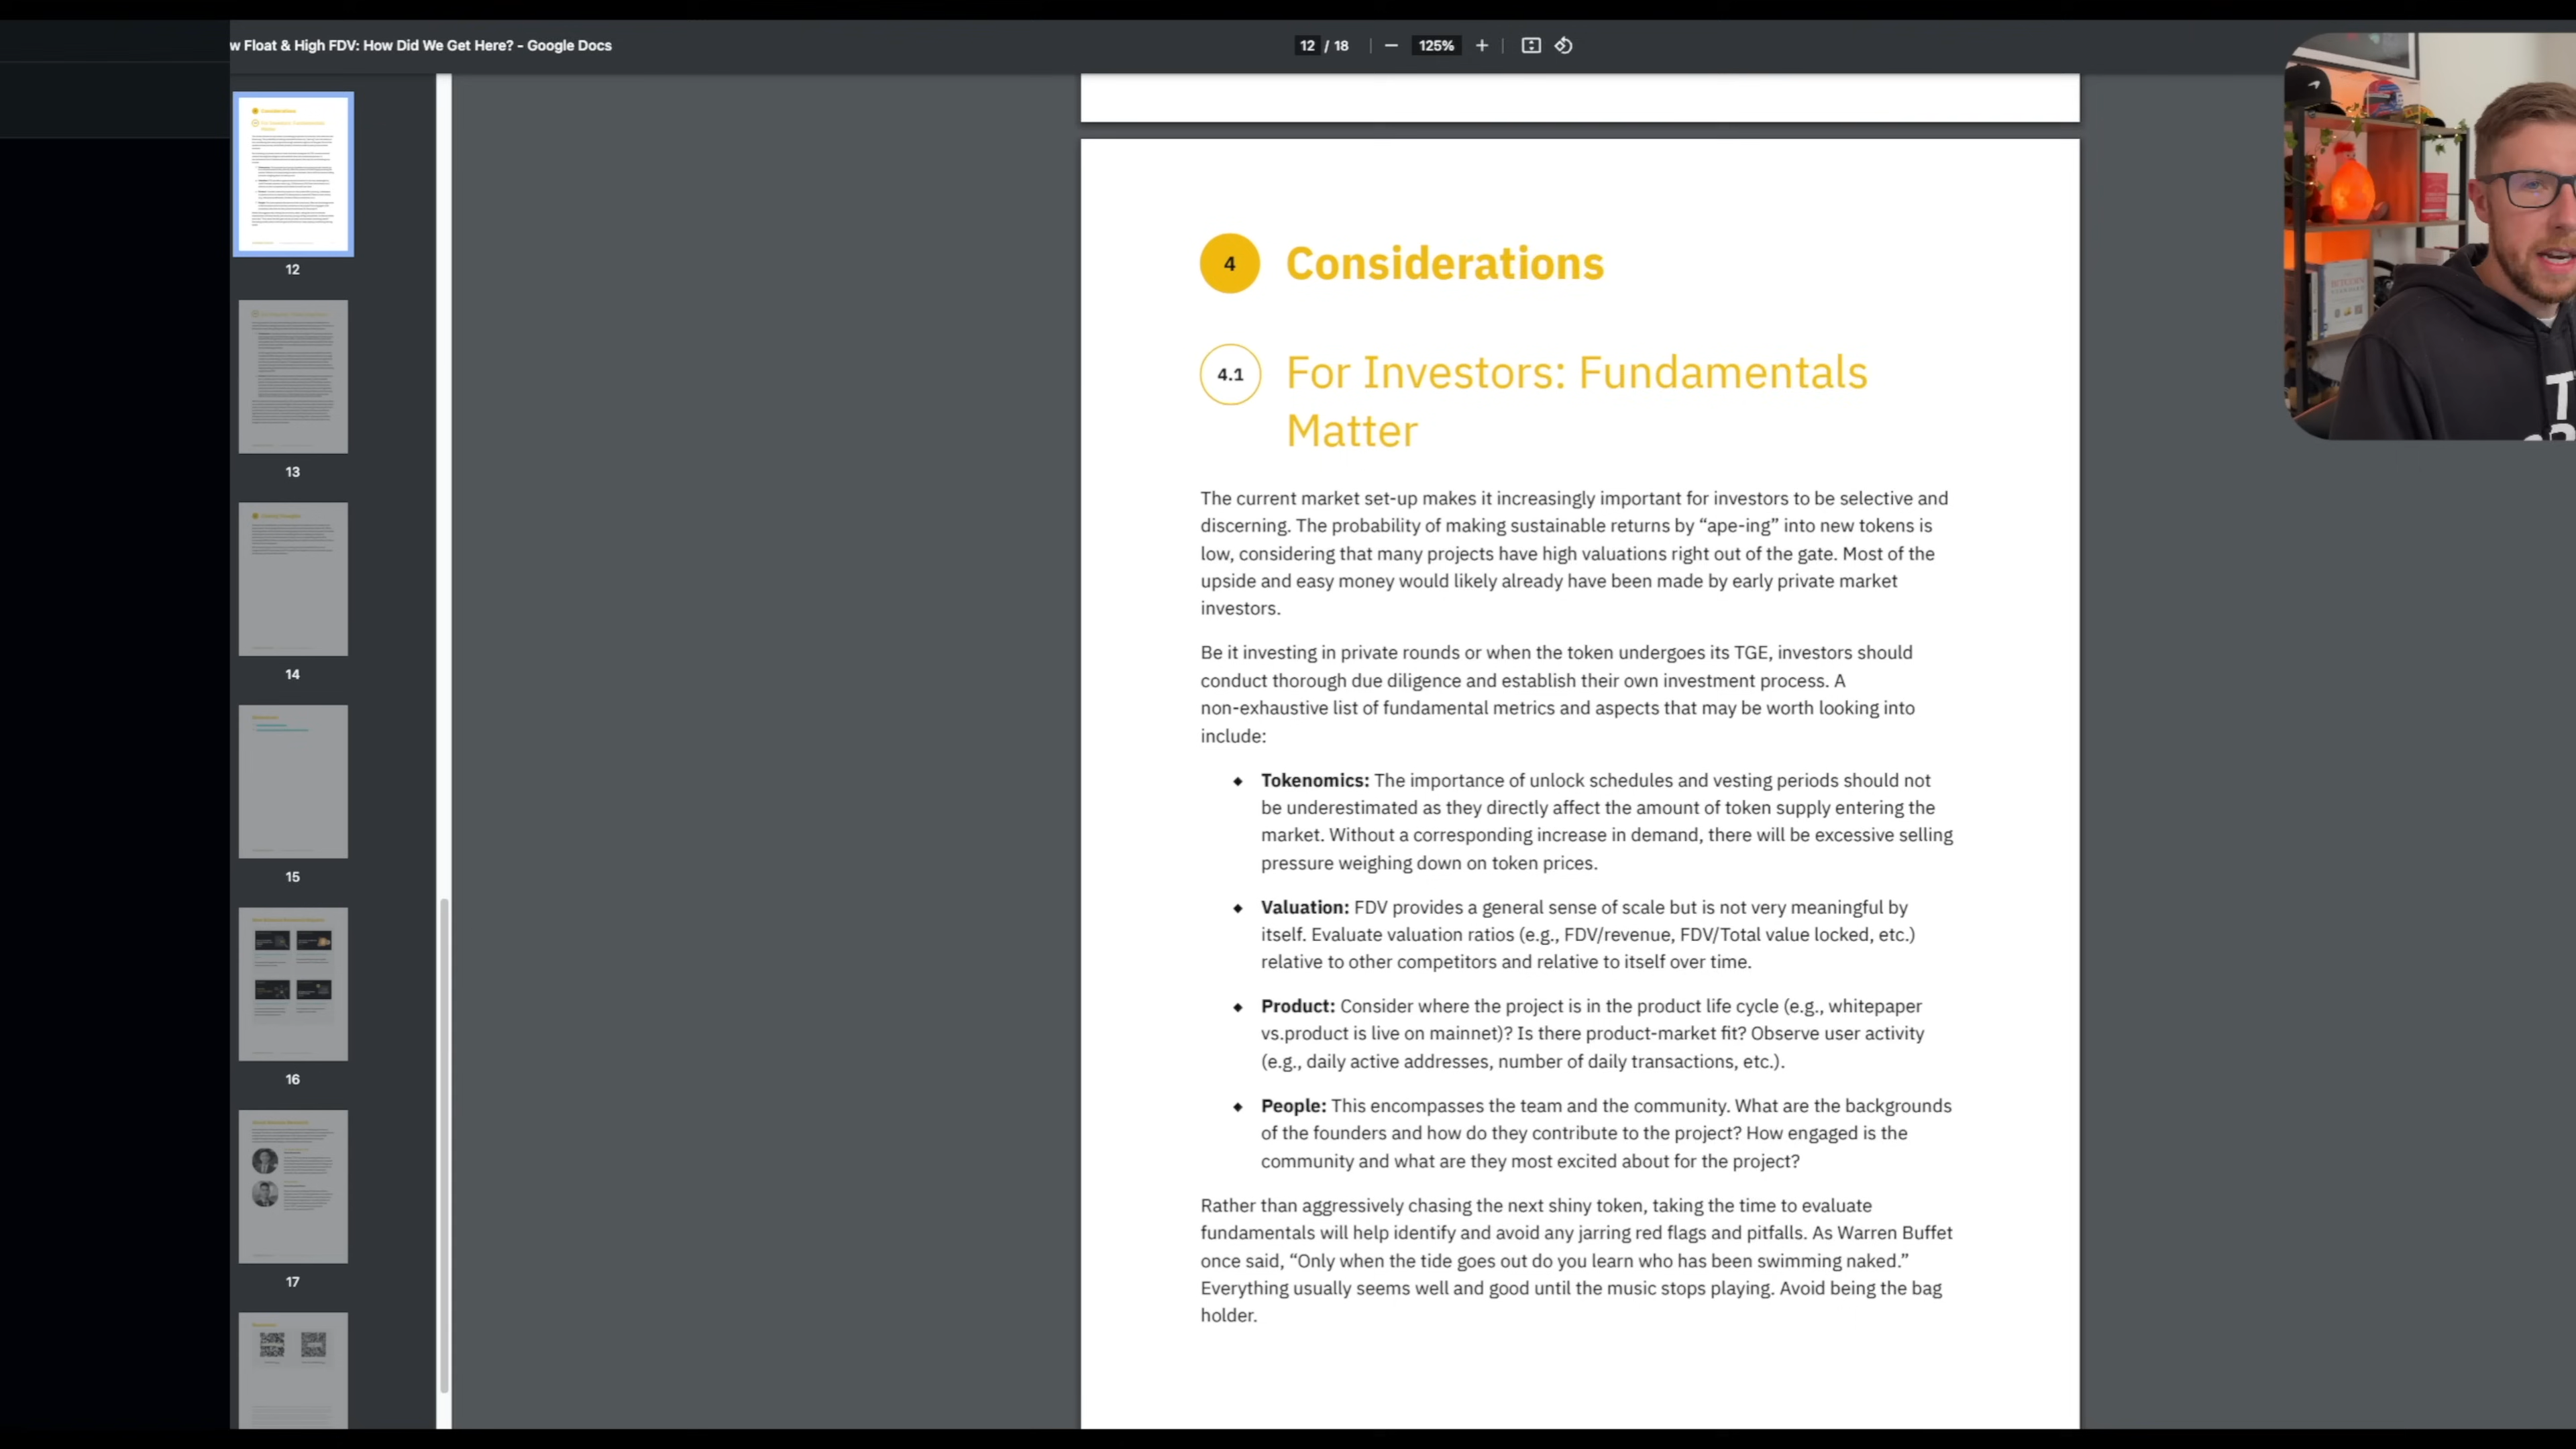 w Float & High FDV: How Did We Get Here? - Google Docs
12 / 18
125%
12
13
14
15
16
17
4 Considerations
4.1 For Investors: Fundamentals
Matter
The current market set-up makes it increasingly important for investors to be selective and
discerning. The probability of making sustainable returns by “ape-ing” into new tokens is
low, considering that many projects have high valuations right out of the gate. Most of the
upside and easy money would likely already have been made by early private market
investors.
Be it investing in private rounds or when the token undergoes its TGE, investors should
conduct thorough due diligence and establish their own investment process. A
non-exhaustive list of fundamental metrics and aspects that may be worth looking into
include:
◆ Tokenomics: The importance of unlock schedules and vesting periods should not
be underestimated as they directly affect the amount of token supply entering the
market. Without a corresponding increase in demand, there will be excessive selling
pressure weighing down on token prices.
◆ Valuation: FDV provides a general sense of scale but is not very meaningful by
itself. Evaluate valuation ratios (e.g., FDV/revenue, FDV/Total value locked, etc.)
relative to other competitors and relative to itself over time.
◆ Product: Consider where the project is in the product life cycle (e.g., whitepaper
vs.product is live on mainnet)? Is there product-market fit? Observe user activity
(e.g., daily active addresses, number of daily transactions, etc.).
◆ People: This encompasses the team and the community. What are the backgrounds
of the founders and how do they contribute to the project? How engaged is the
community and what are they most excited about for the project?
Rather than aggressively chasing the next shiny token, taking the time to evaluate
fundamentals will help identify and avoid any jarring red flags and pitfalls. As Warren Buffet
once said, “Only when the tide goes out do you learn who has been swimming naked.”
Everything usually seems well and good until the music stops playing. Avoid being the bag
holder.